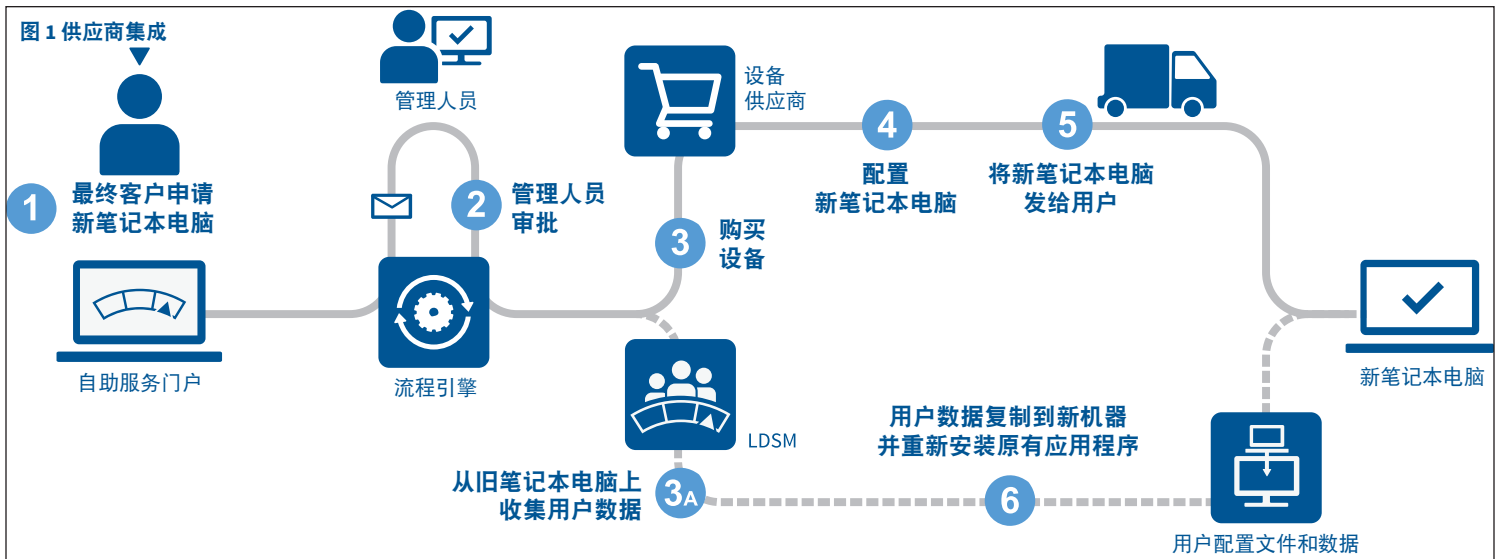 图 1 供应商集成
管理人员
设备
供应商
1
最终客户申请
新笔记本电脑
2
管理人员
审批
3
购买
设备
4
配置
新笔记本电脑
5
将新笔记本电脑
发给用户
自助服务门户
流程引擎
LDSM
新笔记本电脑
从旧笔记本电脑上
收集用户数据
3A
用户数据复制到新机器
并重新安装原有应用程序
6
用户配置文件和数据